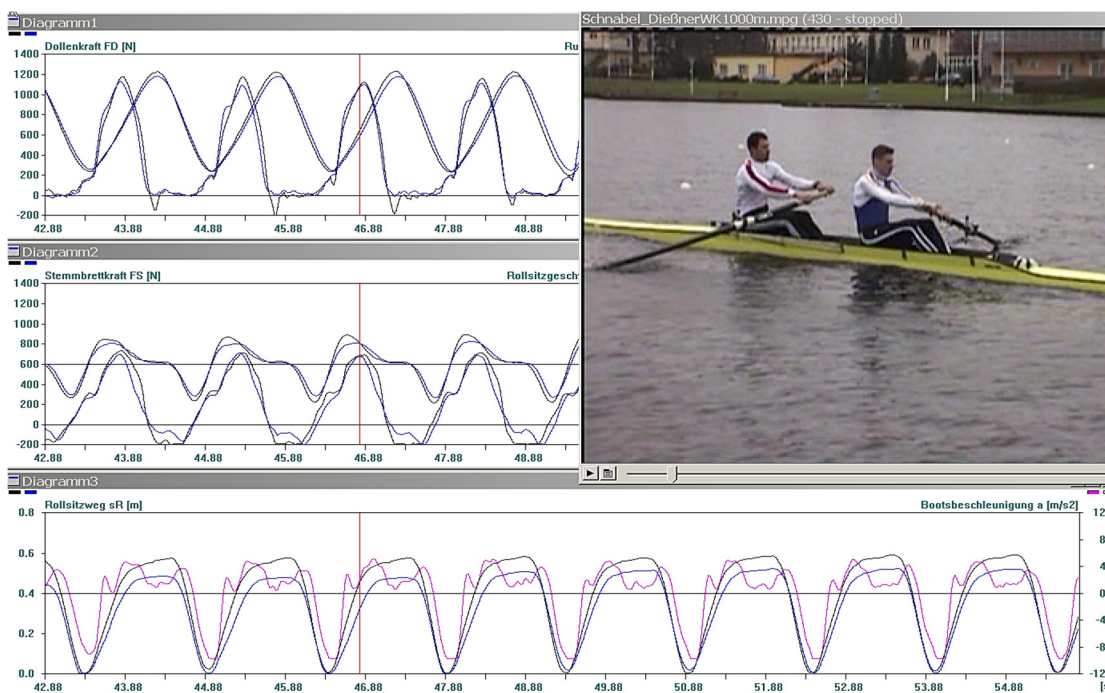 Diagramm1
Dollenkraft FD [N]
Ru
1400
1200
1000
800
600
400
200
0
-200
42.88 43.88 44.88 45.88 46.88 47.88 48.88
Schnabel_DießnerWK1000m.mpg (430 - stopped)
Diagramm2
Stemmbrettkraft FS [N]
Rollsitzgesch
1400
1200
1000
800
600
400
200
0
-200
42.88 43.88 44.88 45.88 46.88 47.88 48.88
Diagramm3
Rollsitzweg sR [m]
Bootsbeschleunigung a [m/s2]
0.8 12
0.6 8
0.4 4
0.2 0
0.0 -4
-8
-12
42.88 43.88 44.88 45.88 46.88 47.88 48.88 49.88 50.88 51.88 52.88 53.88 54.88 [s